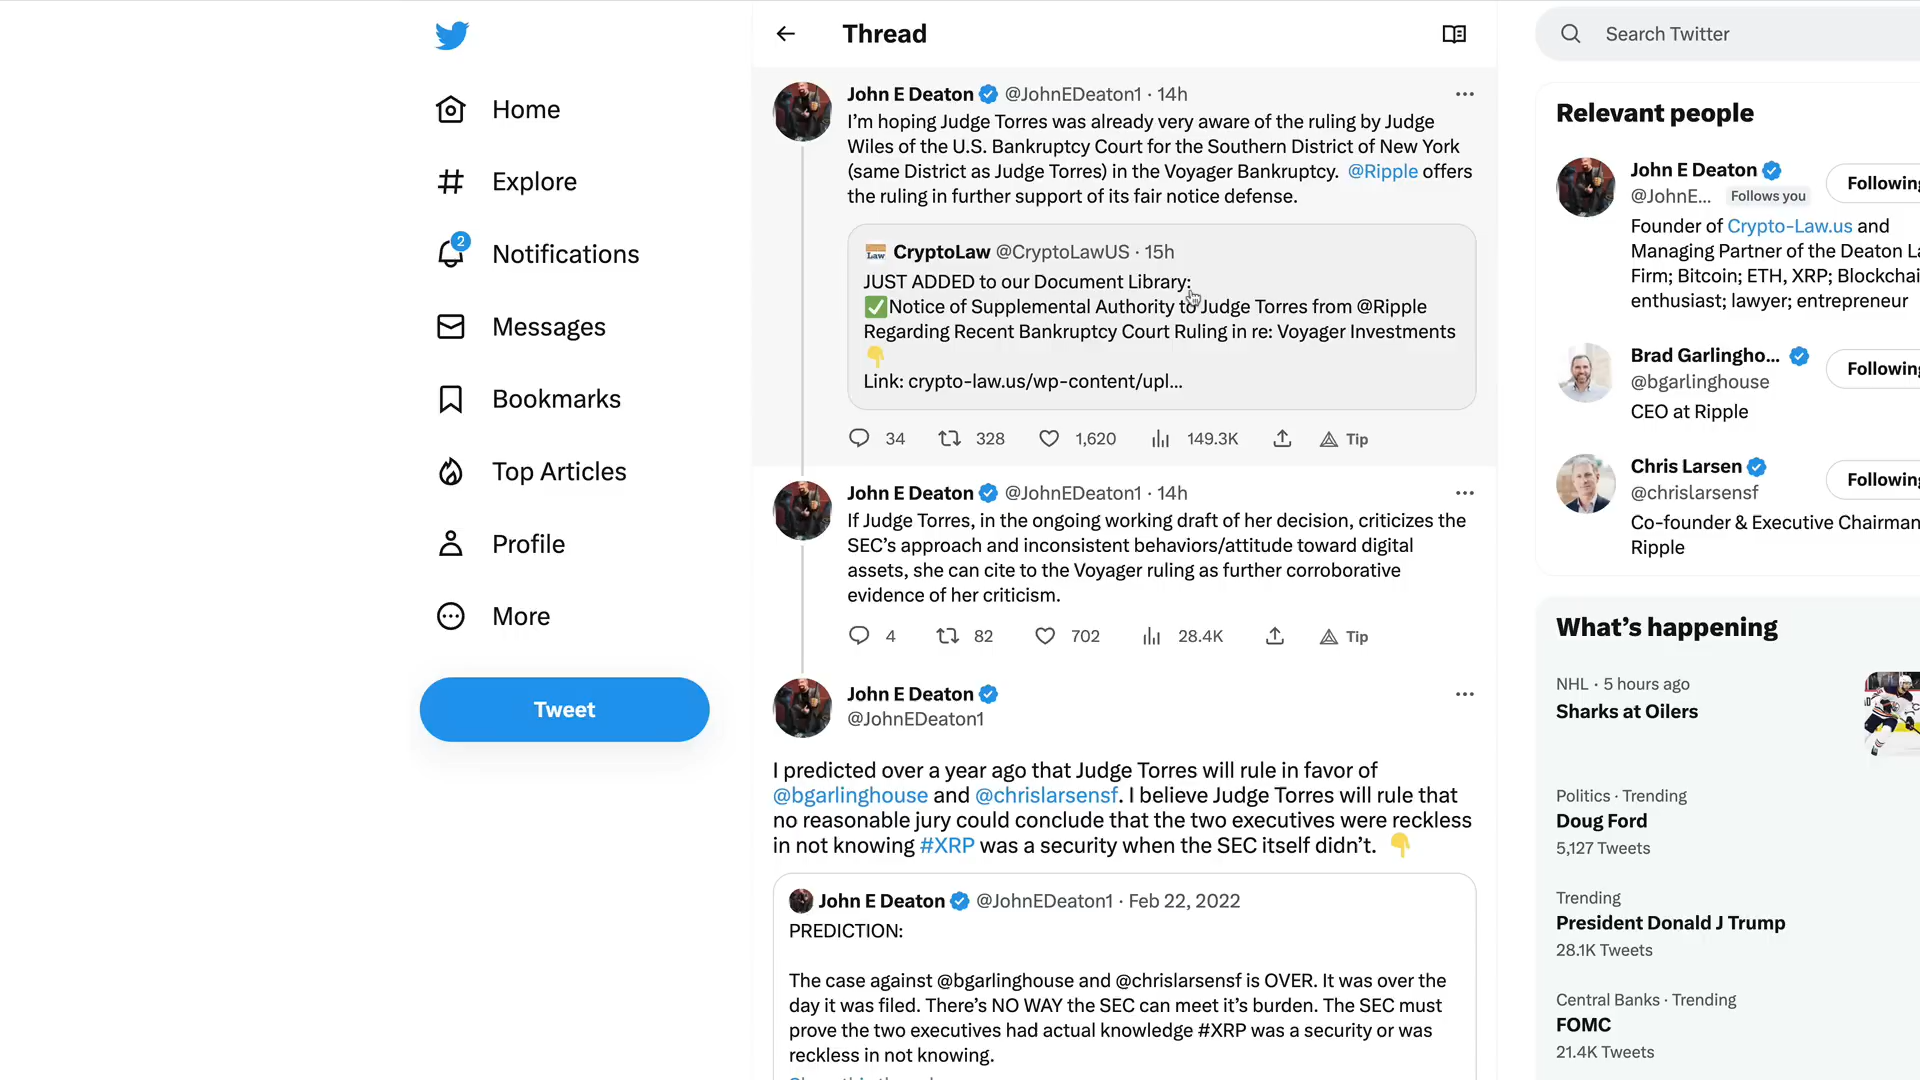 Thread
Search Twitter
Home
Explore
2
Notifications
Messages
Bookmarks
Top Articles
Profile
More
Tweet
John E Deaton @JohnEDeaton1 · 14h
I'm hoping Judge Torres was already very aware of the ruling by Judge
Wiles of the U.S. Bankruptcy Court for the Southern District of New York
(same District as Judge Torres) in the Voyager Bankruptcy. @Ripple offers
the ruling in further support of its fair notice defense.
Law
CryptoLaw @CryptoLawUS · 15h
JUST ADDED to our Document Library:
✅Notice of Supplemental Authority to Judge Torres from @Ripple
Regarding Recent Bankruptcy Court Ruling in re: Voyager Investments
👇
Link: crypto-law.us/wp-content/upl...
34 328 1,620 149.3K Tip
John E Deaton @JohnEDeaton1 · 14h
If Judge Torres, in the ongoing working draft of her decision, criticizes the
SEC's approach and inconsistent behaviors/attitude toward digital
assets, she can cite to the Voyager ruling as further corroborative
evidence of her criticism.
4 82 702 28.4K Tip
John E Deaton
@JohnEDeaton1
I predicted over a year ago that Judge Torres will rule in favor of
@bgarlinghouse and @chrislarsensf. I believe Judge Torres will rule that
no reasonable jury could conclude that the two executives were reckless
in not knowing #XRP was a security when the SEC itself didn't. 👇
John E Deaton @JohnEDeaton1 · Feb 22, 2022
PREDICTION:
The case against @bgarlinghouse and @chrislarsensf is OVER. It was over the
day it was filed. There's NO WAY the SEC can meet it's burden. The SEC must
prove the two executives had actual knowledge #XRP was a security or was
reckless in not knowing.
Relevant people
John E Deaton
Following
@JohnE... Follows you
Founder of Crypto-Law.us and
Managing Partner of the Deaton La
Firm; Bitcoin; ETH, XRP; Blockchai
enthusiast; lawyer; entrepreneur
Brad Garlingho...
Following
@bgarlinghouse
CEO at Ripple
Chris Larsen
Following
@chrislarsensf
Co-founder & Executive Chairman
Ripple
What's happening
NHL · 5 hours ago
Sharks at Oilers
Politics · Trending
Doug Ford
5,127 Tweets
Trending
President Donald J Trump
28.1K Tweets
Central Banks · Trending
FOMC
21.4K Tweets